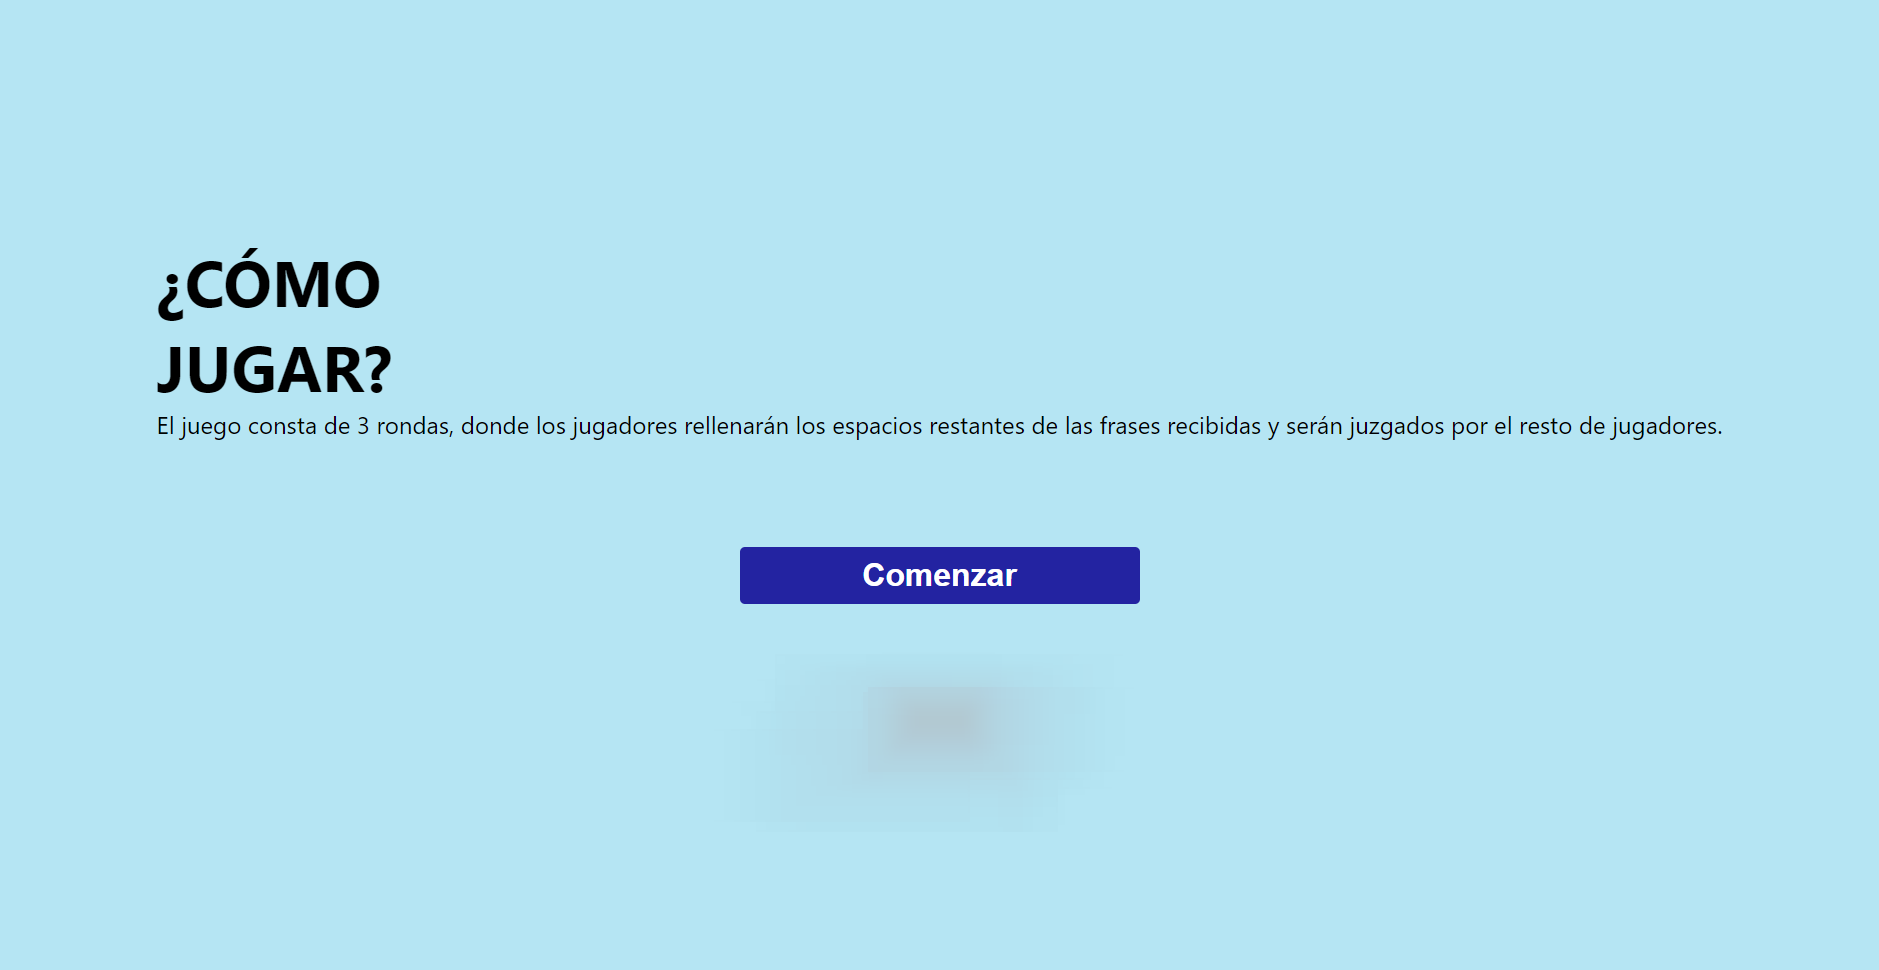 ¿CÓMO
JUGAR?
El juego consta de 3 rondas, donde los jugadores rellenarán los espacios restantes de las frases recibidas y serán juzgados por el resto de jugadores.
Comenzar